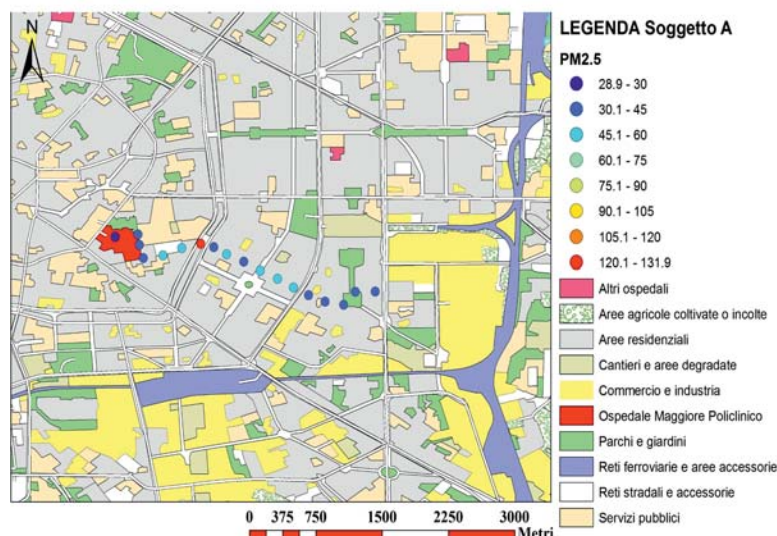 N
LEGENDA Soggetto A
PM2.5
28.9 - 30
30.1 - 45
45.1 - 60
60.1 - 75
75.1 - 90
90.1 - 105
105.1 - 120
120.1 - 131.9
Altri ospedali
Aree agricole coltivate o incolte
Aree residenziali
Cantieri e aree degradate
Commercio e industria
Ospedale Maggiore Policlinico
Parchi e giardini
Reti ferroviarie e aree accessorie
Reti stradali e accessorie
Servizi pubblici
0 375 750 1500 2250 3000
Metri